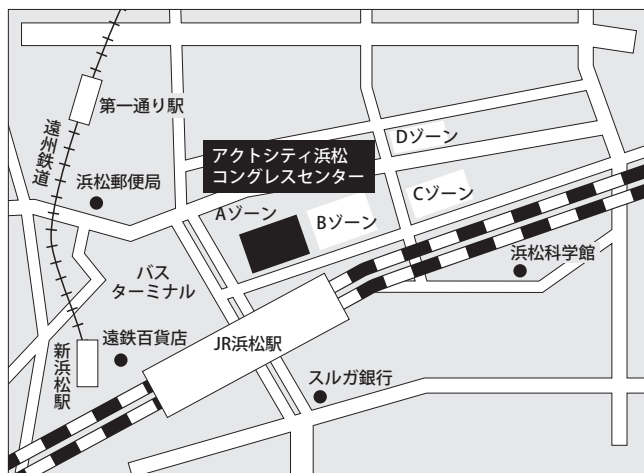 第一通り駅
遠州鉄道
Dゾーン
アクトシティ浜松
コングレスセンター
浜松郵便局
Cゾーン
Aゾーン
Bゾーン
浜松科学館
バス
ターミナル
遠鉄百貨店
JR浜松駅
新浜松駅
スルガ銀行